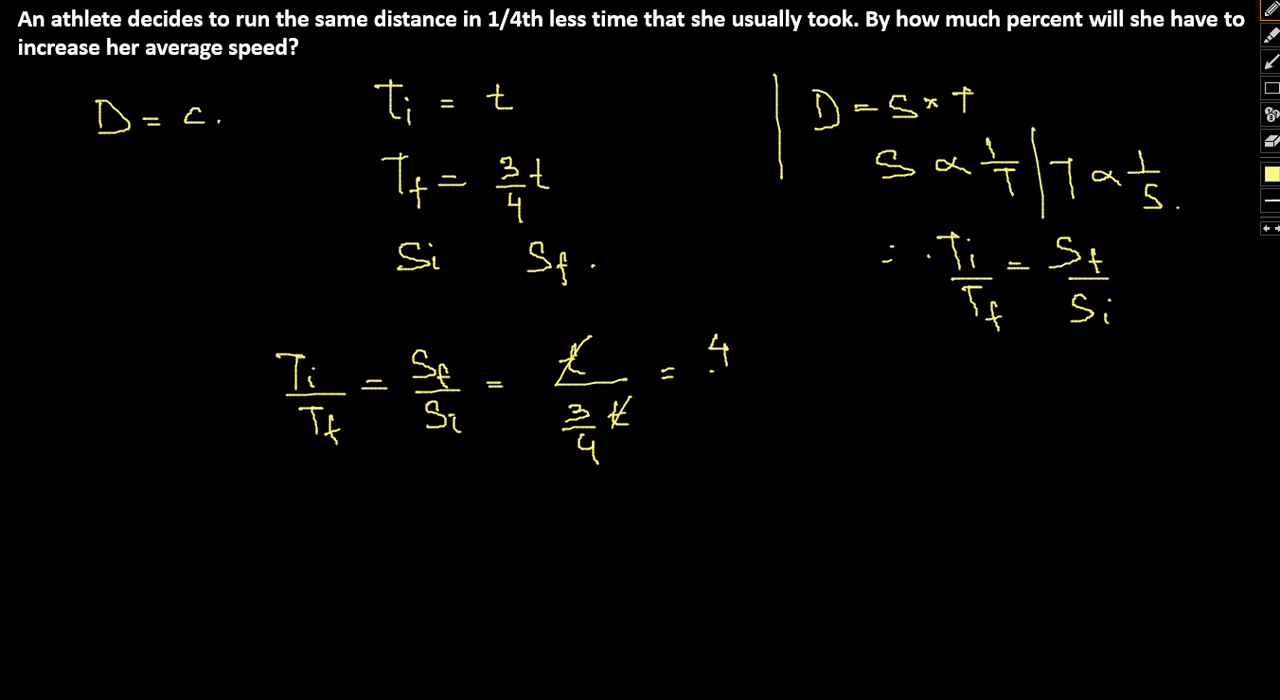 An athlete decides to run the same distance in 1/4th less time that she usually took. By how much percent will she have to
increase her average speed?
D = c.
Ti = t
Tf = 3/4 t
Si Sf.
D = S × T
S ∝ 1/T | T ∝ 1/S.
∴ Ti/Tf = Sf/Si
Ti/Tf = Sf/Si = t/(3/4 t) = 4